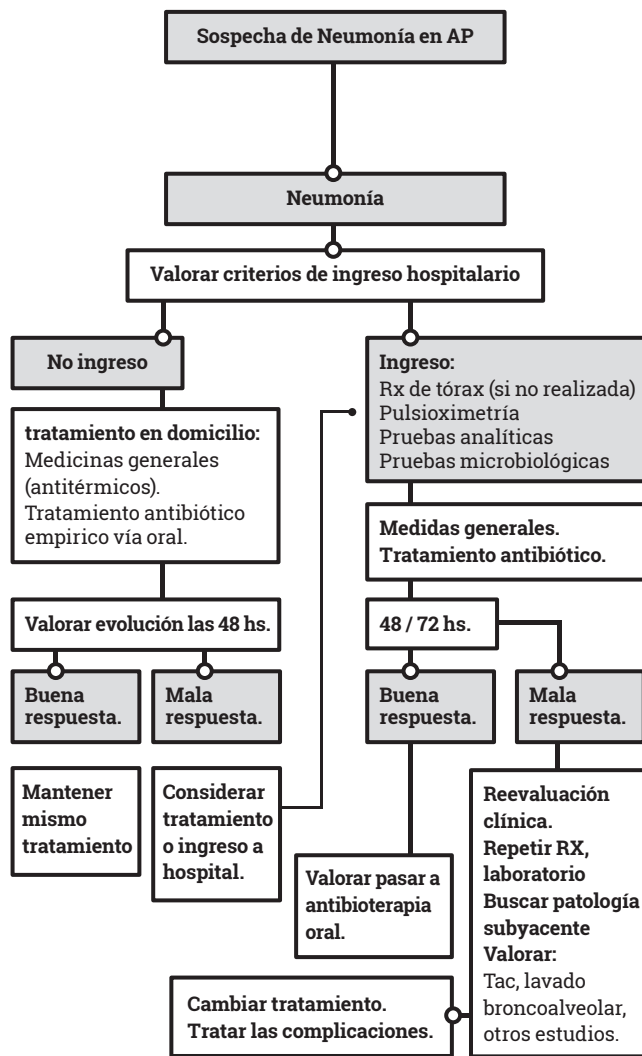 Sospecha de Neumonía en AP
Neumonía
Valorar criterios de ingreso hospitalario
No ingreso
tratamiento en domicilio:
Medicinas generales
(antitérmicos).
Tratamiento antibiótico
empirico vía oral.
Valorar evolución las 48 hs.
Buena
respuesta.
Mala
respuesta.
Mantener
mismo
tratamiento
Considerar
tratamiento
o ingreso a
hospital.
Ingreso:
Rx de tórax (si no realizada)
Pulsioximetría
Pruebas analíticas
Pruebas microbiológicas
Medidas generales.
Tratamiento antibiótico.
48 / 72 hs.
Buena
respuesta.
Mala
respuesta.
Valorar pasar a
antibioterapia
oral.
Reevaluación
clínica.
Repetir RX,
laboratorio
Buscar patología
subyacente
Valorar:
Tac, lavado
broncoalveolar,
otros estudios.
Cambiar tratamiento.
Tratar las complicaciones.